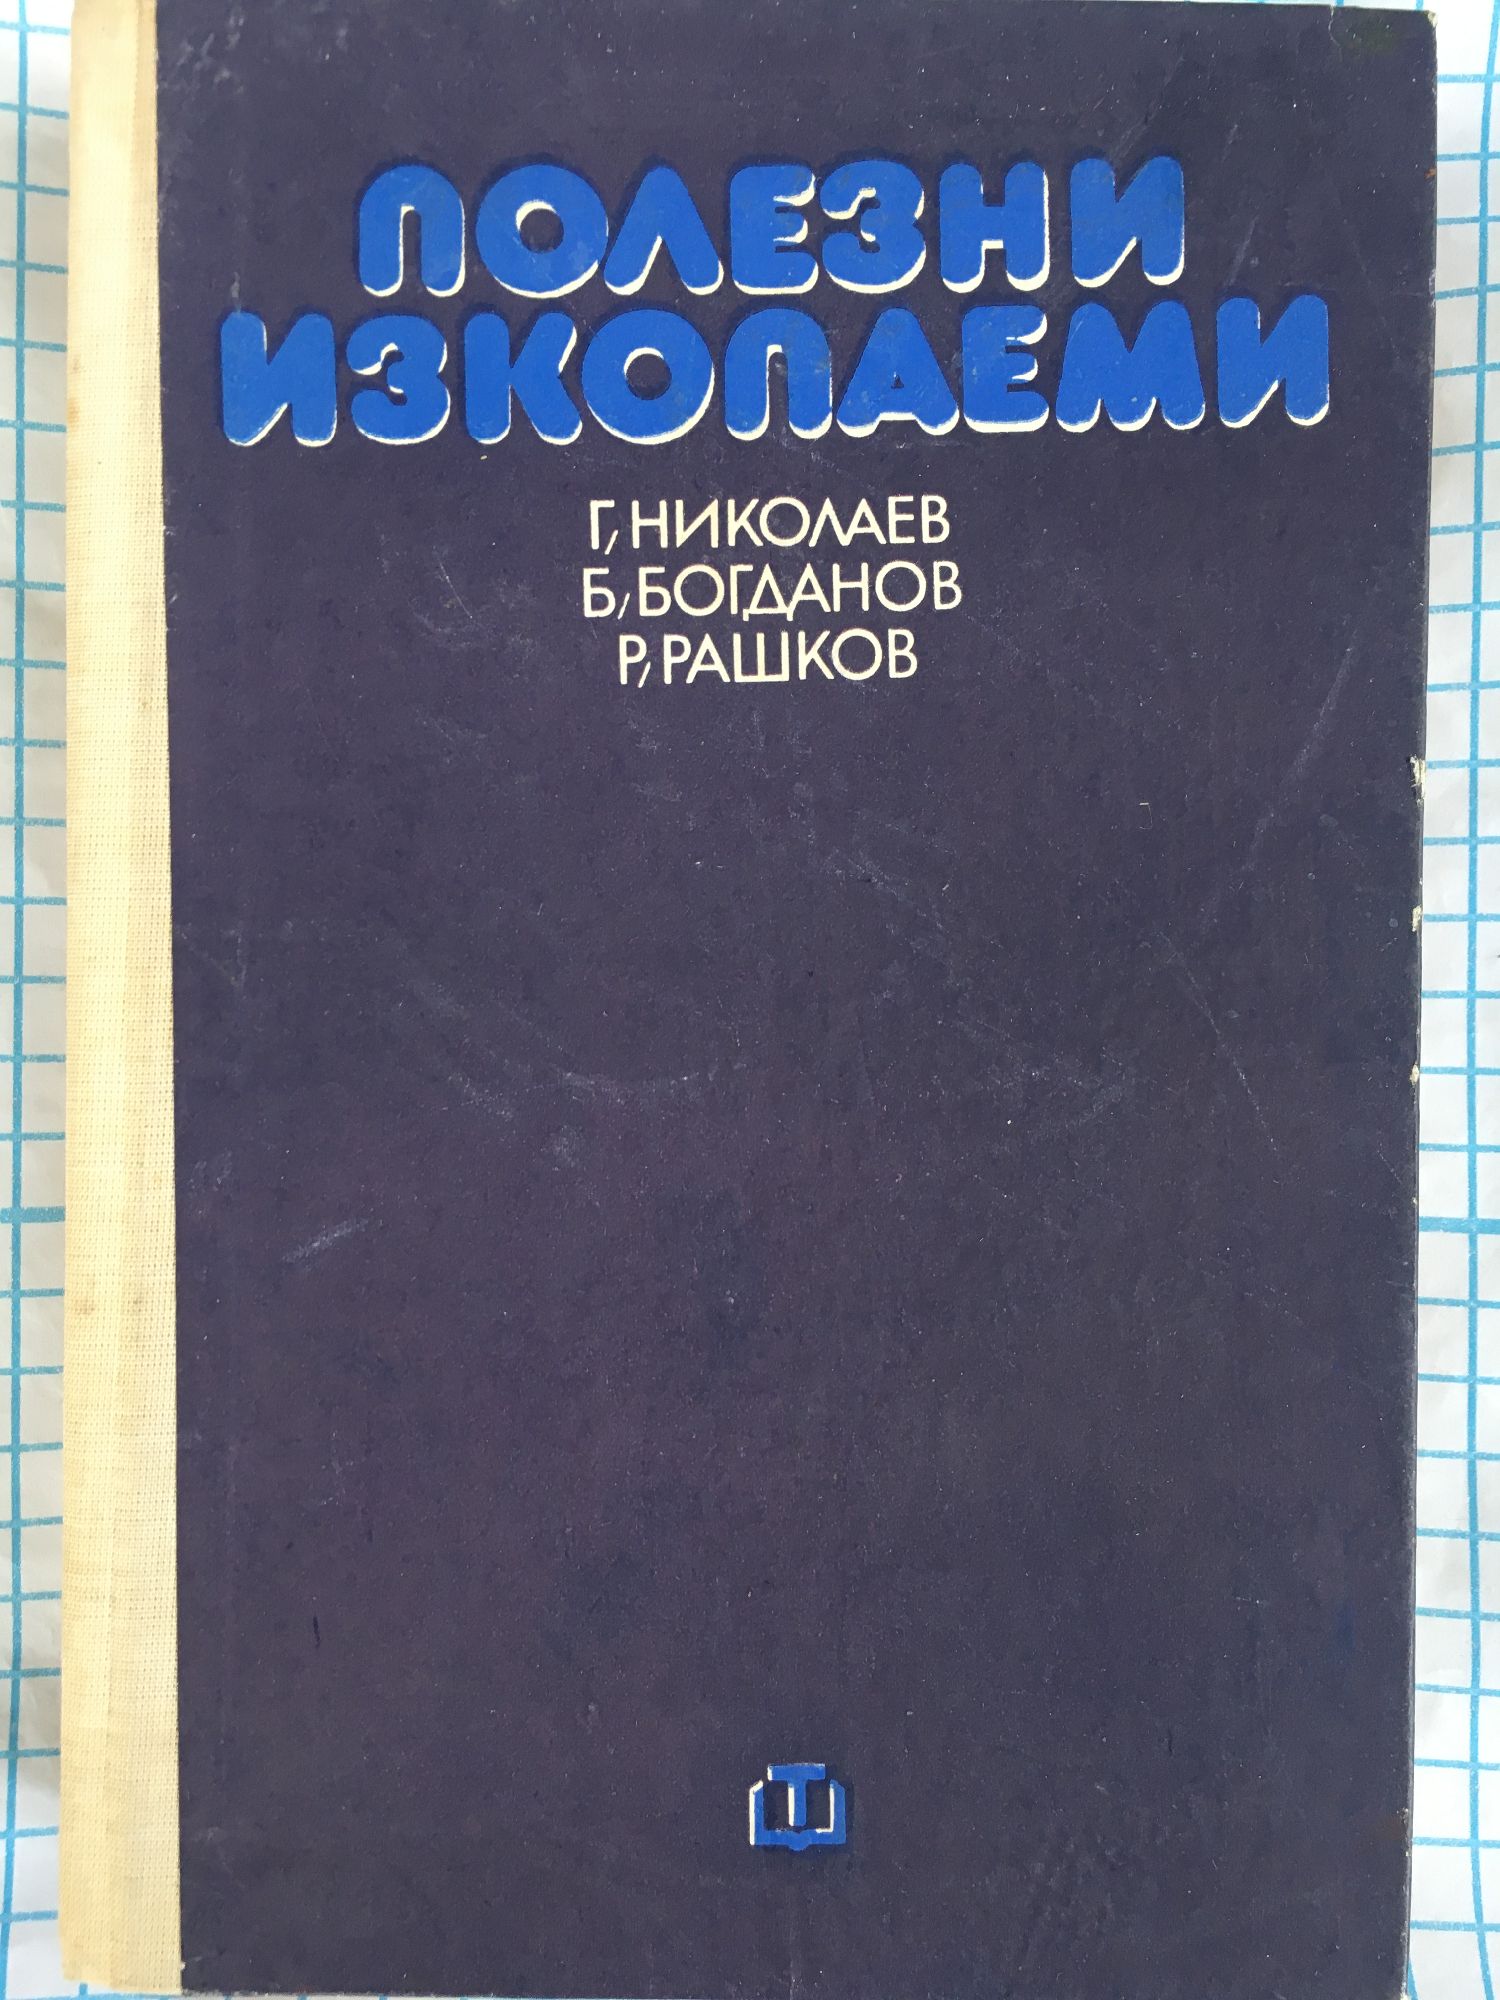 ПОЛЕЗНИ
ИЗКОПАЕМИ
Г, НИКОЛАЕВ
Б, БОГДАНОВ
Р, РАШКОВ
Т